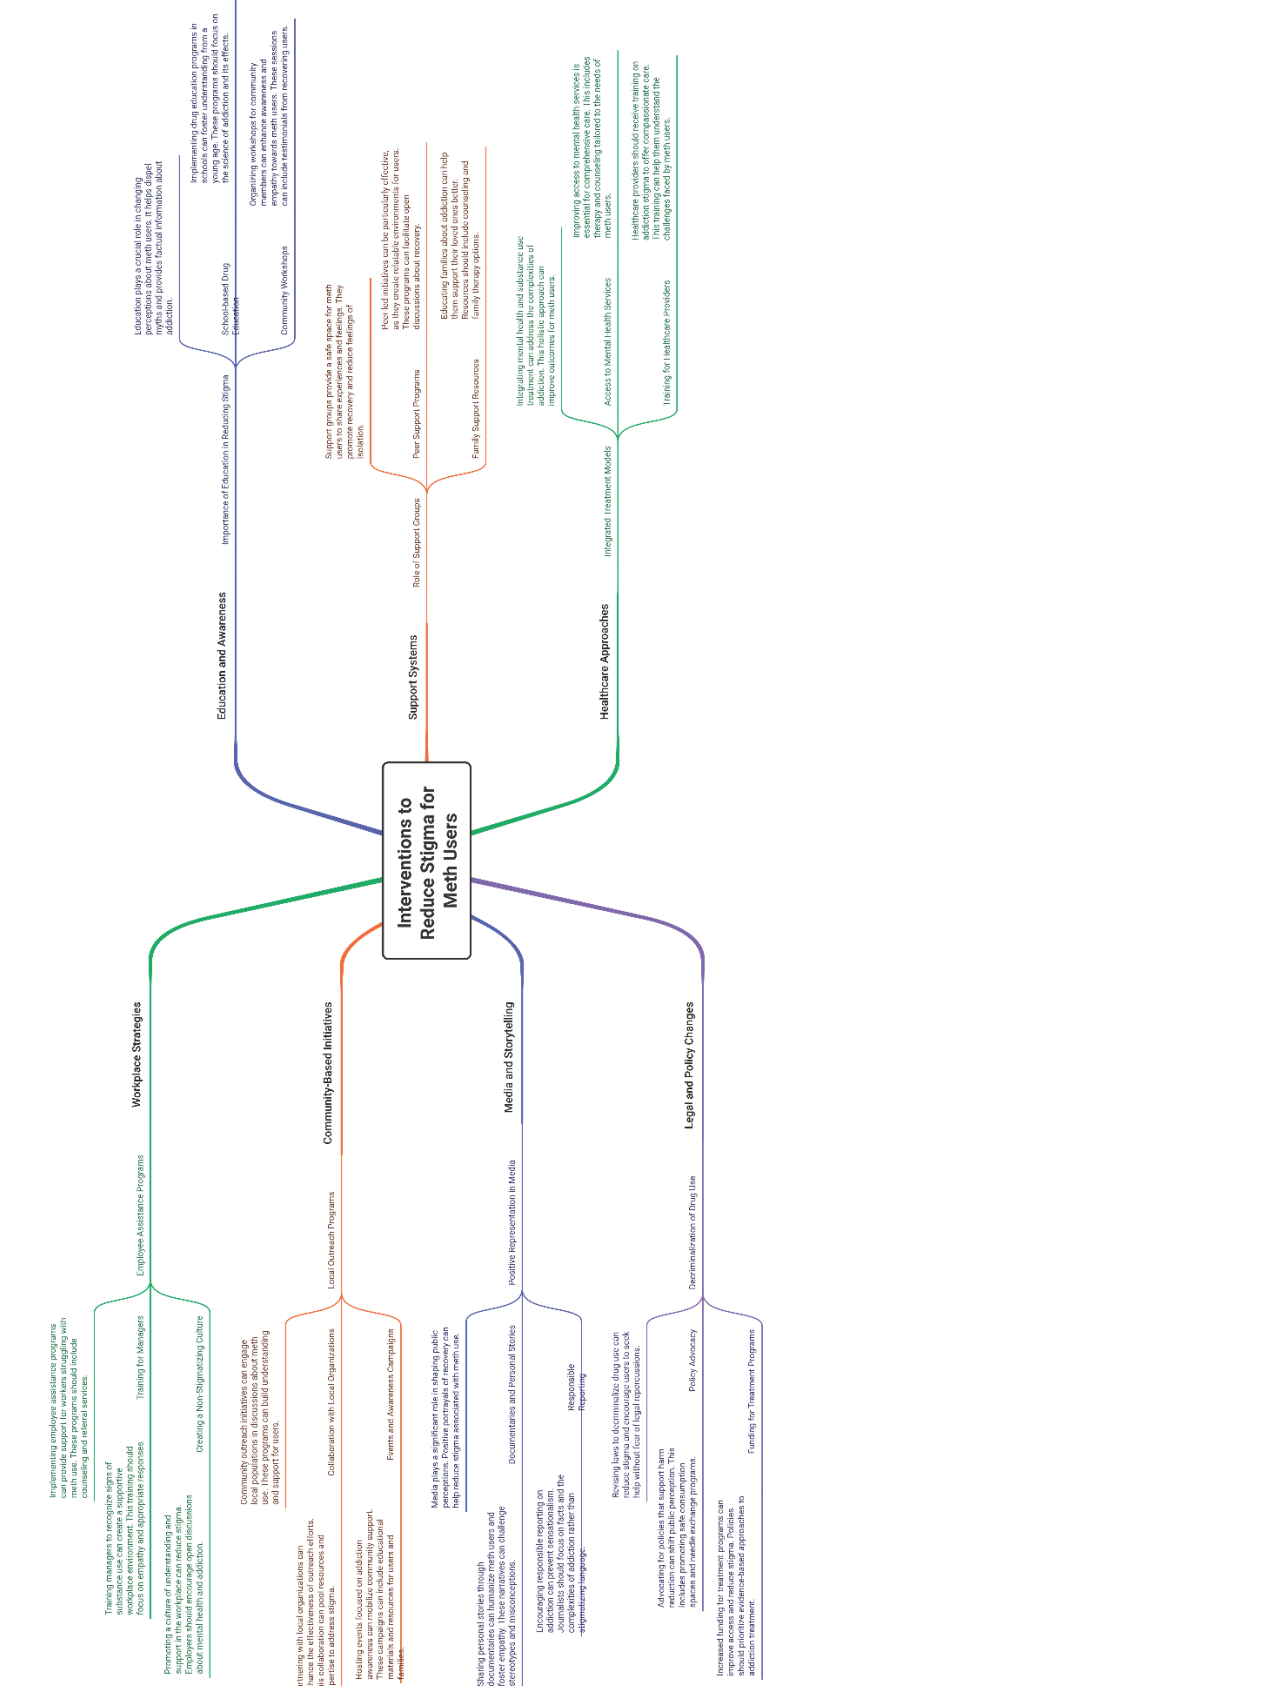 Interventions to
Reduce Stigma for
Meth Users
Education and Awareness
Importance of Education in Reducing Stigma
Education plays a crucial role in changing
perceptions about meth users. It helps dispel
myths and provides factual information about
addiction.
School-based Drug
Education
Implementing drug education programs in
schools can foster understanding from a
young age. These programs should focus on
the science of addiction and its effects.
Community Workshops
Organizing workshops for community
members can enhance awareness and
empathy towards meth users. These sessions
can include testimonials from recovering users.
Support Systems
Role of Support Groups
Support groups provide a safe space for meth
users to share experiences and feelings. They
promote recovery and reduce feelings of
isolation.
Peer Support Programs
Peer-led initiatives can be particularly effective,
as they create relatable environments for users.
These programs can facilitate open
discussions about recovery.
Family Support Resources
Educating families about addiction can help
them support their loved ones better.
Resources should include counseling and
family therapy options.
Healthcare Approaches
Integrated Treatment Models
Integrating mental health and substance use
treatment can address the complexities of
addiction. This holistic approach can
improve outcomes for meth users.
Access to Mental Health Services
Improving access to mental health services is
essential for comprehensive care. This includes
therapy and counseling tailored to the needs of
meth users.
Training for Healthcare Providers
Healthcare providers should receive training on
addiction stigma to offer compassionate care.
This training can help them understand the
challenges faced by meth users.
Workplace Strategies
Employee Assistance Programs
Implementing employee assistance programs
can provide support for workers struggling with
meth use. These programs should include
counseling and referral services.
Training for Managers
Training managers to recognize signs of
substance use can create a supportive
workplace environment. This training should
focus on empathy and appropriate responses.
Creating a Non-Stigmatizing Culture
Promoting a culture of understanding and
support in the workplace can reduce stigma.
Employers should encourage open discussions
about mental health and addiction.
Community-Based Initiatives
Local Outreach Programs
Community outreach initiatives can engage
local populations in discussions about meth
use. These programs can build understanding
and support for users.
Collaboration with Local Organizations
rtnering with local organizations can
hance the effectiveness of outreach efforts.
is collaboration can pool resources and
pertise to address stigma.
Events and Awareness Campaigns
Hosting events focused on addiction
awareness can mobilize community support.
These campaigns can include educational
materials and resources for users and
families.
Media and Storytelling
Positive Representation in Media
Media plays a significant role in shaping public
perceptions. Positive portrayals of recovery can
help reduce stigma associated with meth use.
Documentaries and Personal Stories
Sharing personal stories through
documentaries can humanize meth users and
foster empathy. These narratives can challenge
stereotypes and misconceptions.
Responsible
Reporting
Encouraging responsible reporting on
addiction can prevent sensationalism.
Journalists should focus on facts and the
complexities of addiction rather than
stigmatizing language.
Legal and Policy Changes
Decriminalization of Drug Use
Revising laws to decriminalize drug use can
reduce stigma and encourage users to seek
help without fear of legal repercussions.
Policy Advocacy
Advocating for policies that support harm
reduction can shift public perception. This
includes promoting safe consumption
spaces and needle exchange programs.
Funding for Treatment Programs
Increased funding for treatment programs can
improve access and reduce stigma. Policies
should prioritize evidence-based approaches to
addiction treatment.